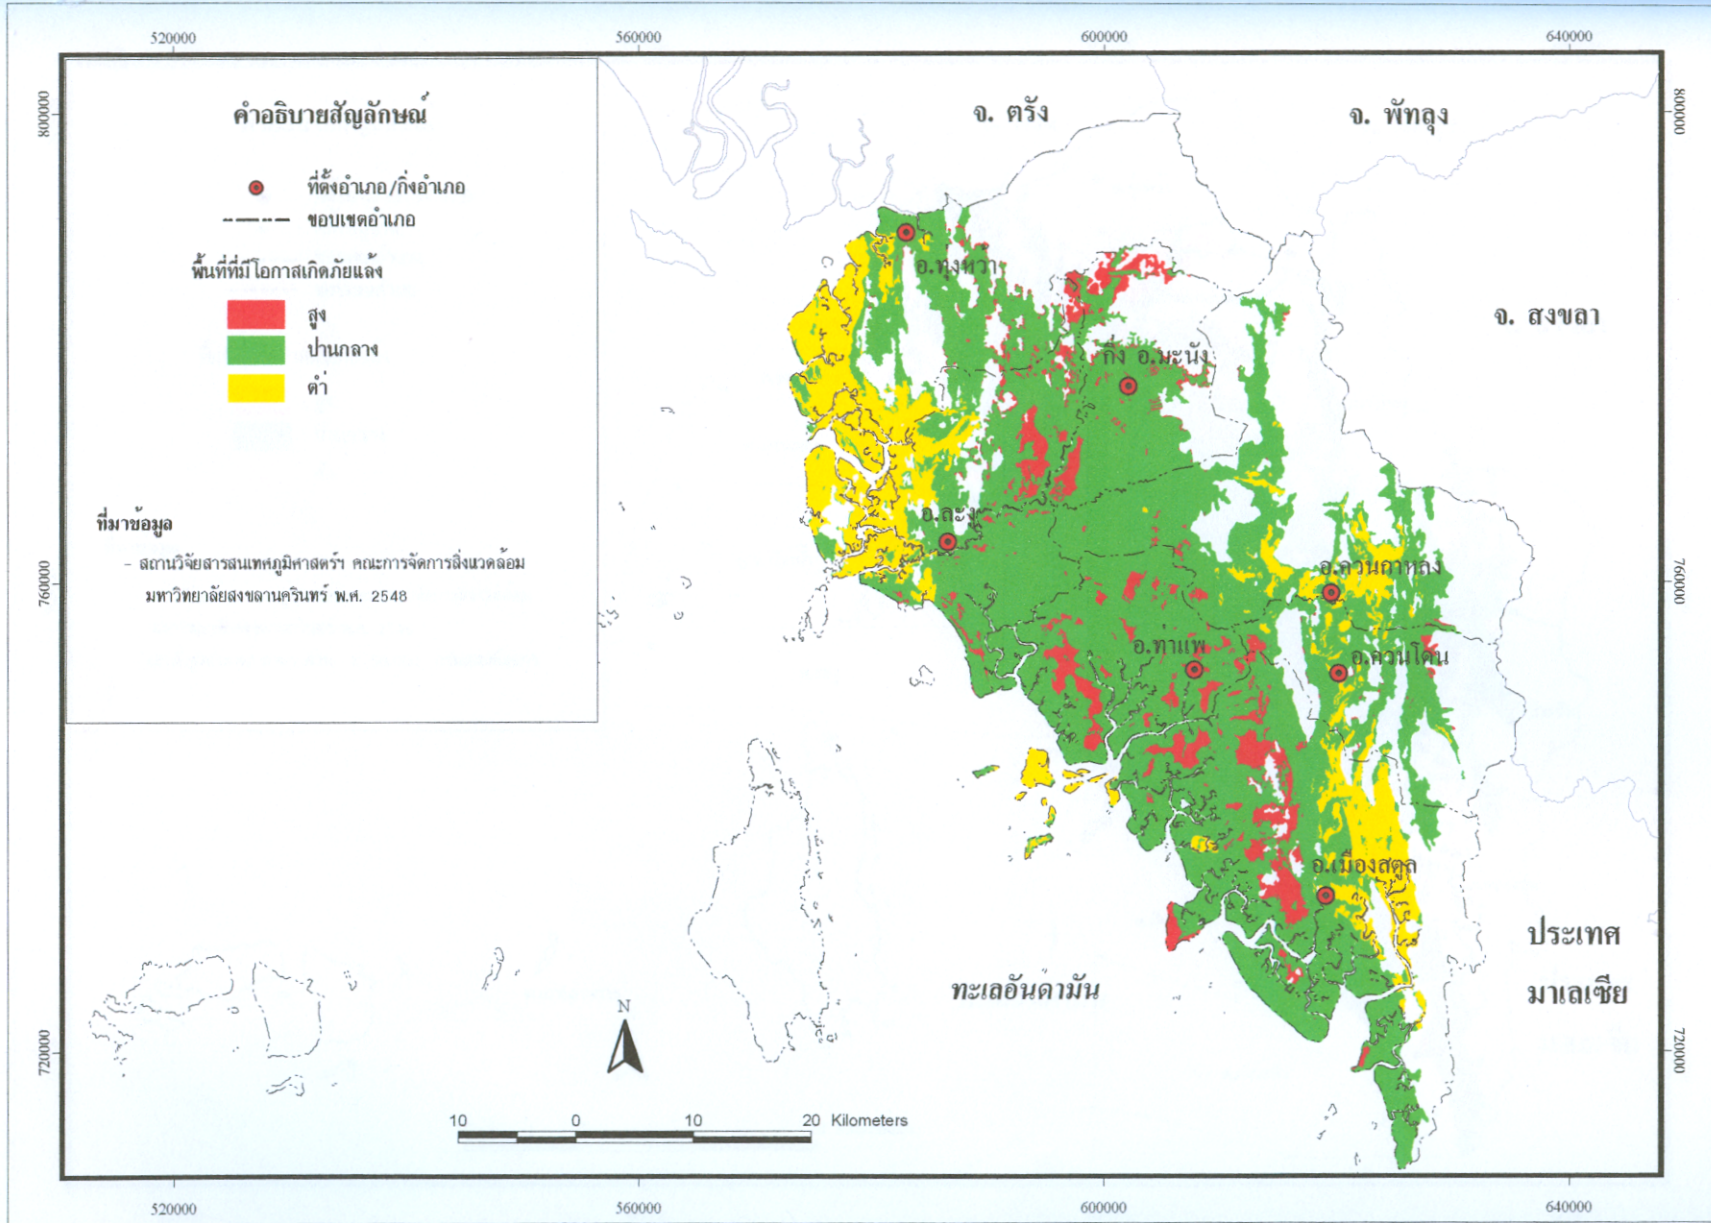 520000 560000 600000 640000
800000 800000
760000 760000
720000 720000
คำอธิบายสัญลักษณ์
ที่ตั้งอำเภอ/กิ่งอำเภอ
ขอบเขตอำเภอ
พื้นที่ที่มีโอกาสเกิดภัยแล้ง
สูง
ปานกลาง
ต่ำ
ที่มาข้อมูล
- สถานวิจัยสารสนเทศภูมิศาสตร์ฯ คณะการจัดการสิ่งแวดล้อม
มหาวิทยาลัยสงขลานครินทร์ พ.ศ. 2548
จ. ตรัง
จ. พัทลุง
จ. สงขลา
อ.ทุ่งหว้า
กิ่ง อ.มะนัง
อ.ละงู
อ.ควนกาหลง
อ.ท่าแพ
อ.ควนโดน
อ.เมืองสตูล
ประเทศ
มาเลเซีย
ทะเลอันดามัน
N
10 0 10 20 Kilometers
520000 560000 600000 640000